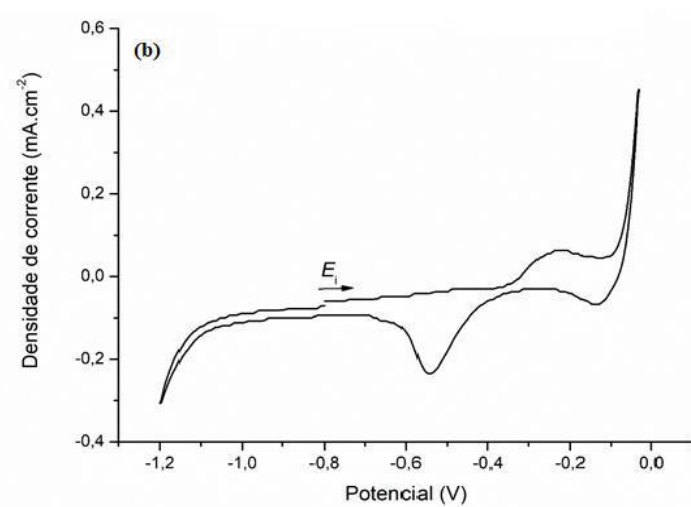 (b)
Densidade de corrente (mA.cm-2)
0,6
0,4
0,2
0,0
-0,2
-0,4
Ei
-1,2 -1,0 -0,8 -0,6 -0,4 -0,2 0,0
Potencial (V)